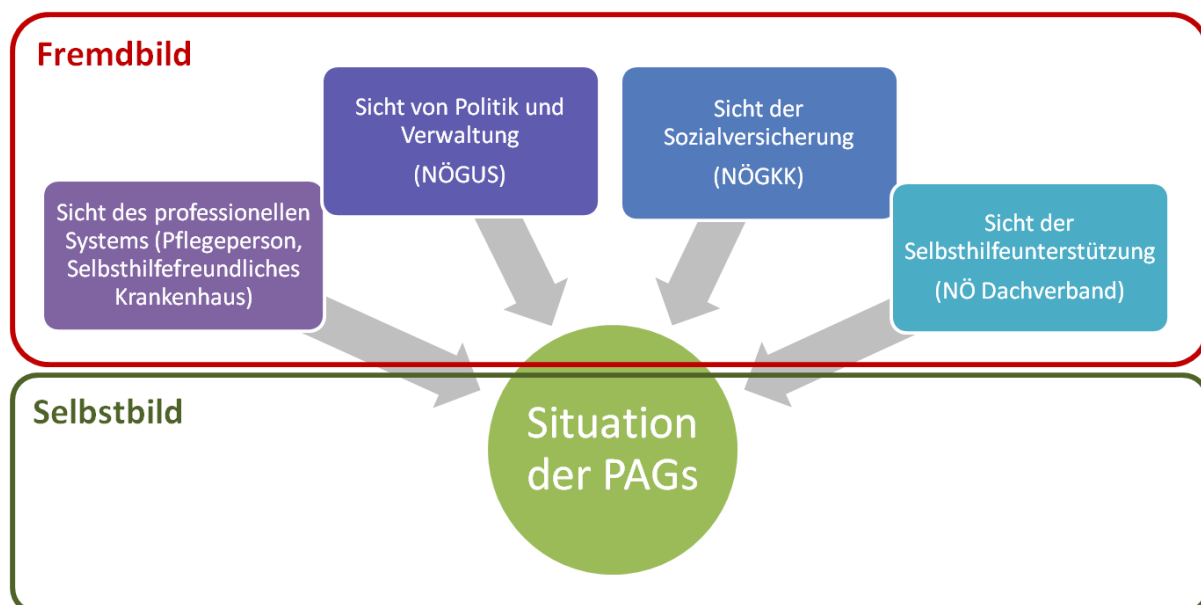 Fremdbild
Sicht von Politik und
Verwaltung
(NÖGUS)
Sicht der
Sozialversicherung
(NÖGKK)
Sicht des professionellen
Systems (Pflegeperson,
Selbsthilfefreundliches
Krankenhaus)
Sicht der
Selbsthilfeunterstützung
(NÖ Dachverband)
Selbstbild
Situation
der PAGs